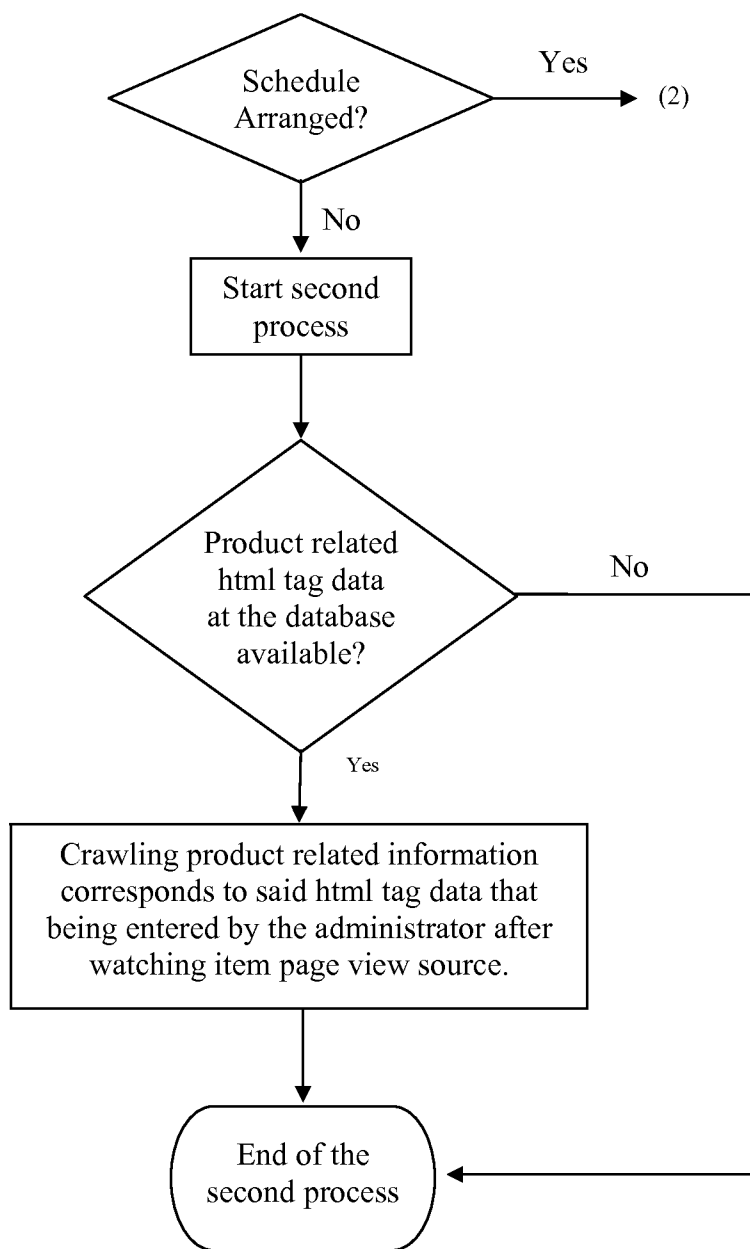 Schedule
Arranged?
Yes
(2)
No
Start second
process
Product related
html tag data
at the database
available?
No
Yes
Crawling product related information
corresponds to said html tag data that
being entered by the administrator after
watching item page view source.
End of the
second process